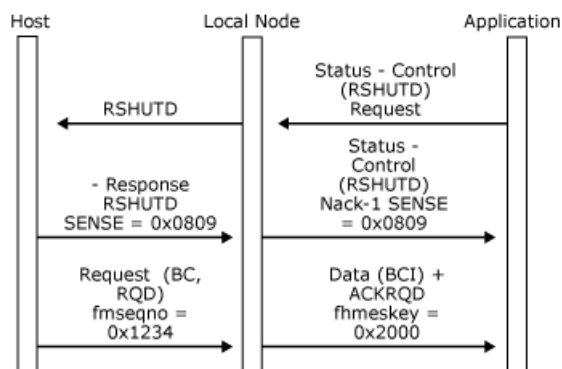 Host
Local Node
Application
Status - Control
(RSHUTD)
Request
RSHUTD
Status -
Control
(RSHUTD)
Nack-1 SENSE
= 0x0809
- Response
RSHUTD
SENSE = 0x0809
Request (BC,
RQD)
fmseqno =
0x1234
Data (BCI) +
ACKRQD
fhmeskey =
0x2000